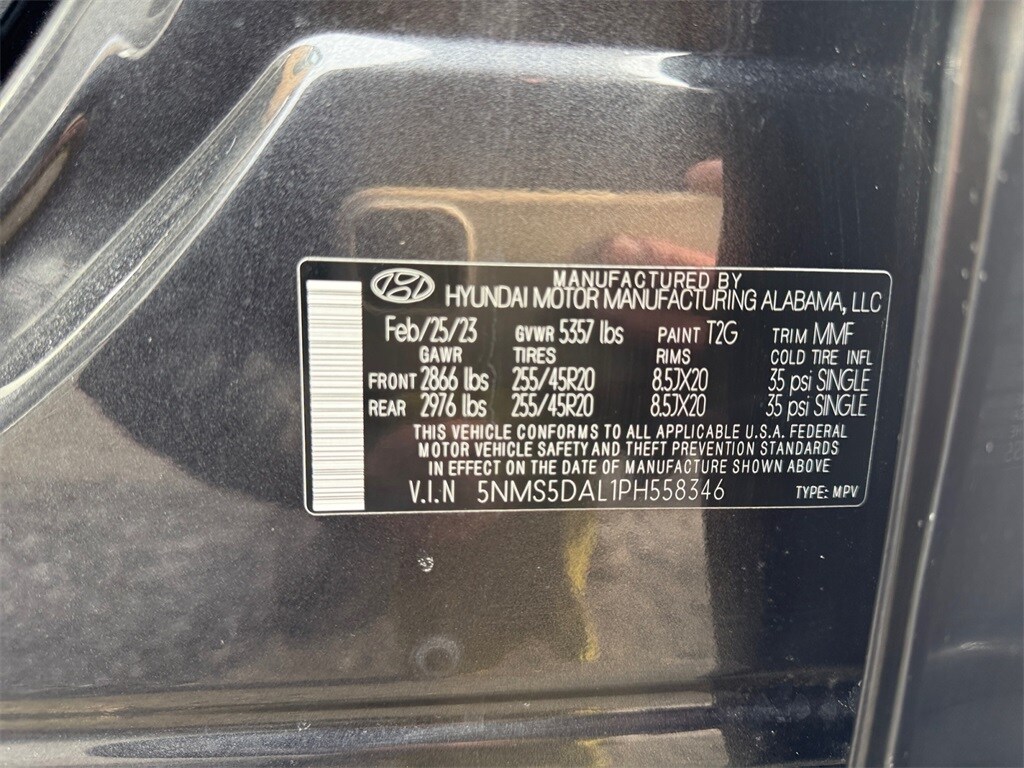 MANUFACTURED BY
HYUNDAI MOTOR MANUFACTURING ALABAMA, LLC
Feb/25/23 GVWR 5357 lbs PAINT T2G TRIM MMF
GAWR TIRES RIMS COLD TIRE INFL
FRONT 2866 lbs 255/45R20 8.5JX20 35 psi SINGLE
REAR 2976 lbs 255/45R20 8.5JX20 35 psi SINGLE
THIS VEHICLE CONFORMS TO ALL APPLICABLE U.S.A. FEDERAL
MOTOR VEHICLE SAFETY AND THEFT PREVENTION STANDARDS
IN EFFECT ON THE DATE OF MANUFACTURE SHOWN ABOVE
V.I.N 5NMS5DAL1PH558346 TYPE: MPV